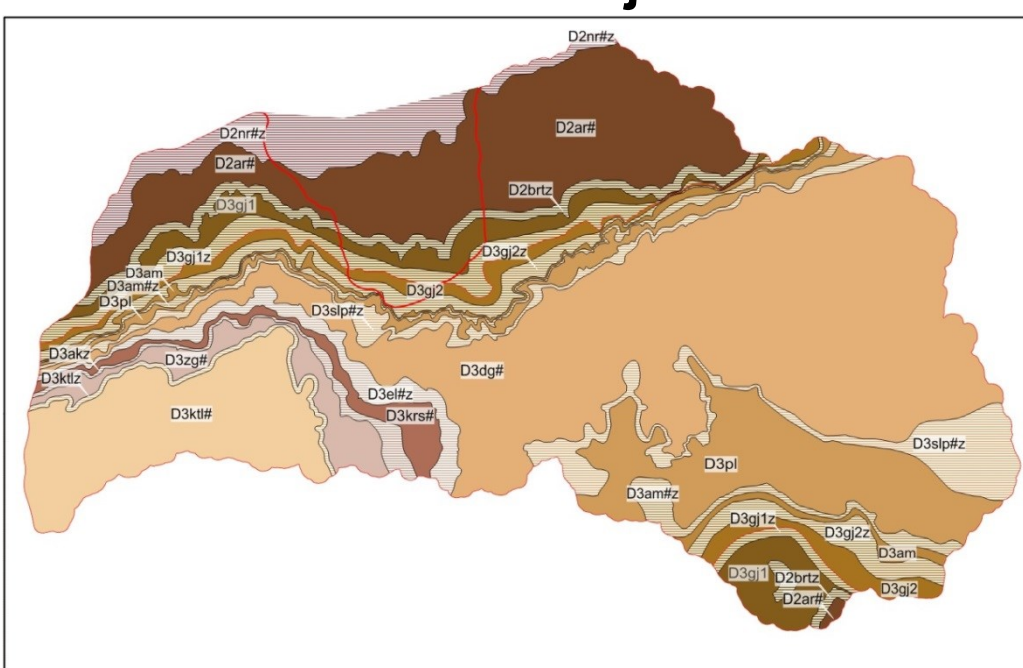 D2nr#z
D2ar#
D2nr#z
D2ar#
D2brtz
D3gj1
D3gj2z
D3gj1z
D3am
D3am#z
D3pl
D3gj2
D3slp#z
D3akz
D3zg#
D3ktlz
D3dg#
D3el#z
D3krs#
D3ktl#
D3slp#z
D3pl
D3am#z
D3gj1z
D3gj2z
D3am
D3gj1
D2brtz
D3gj2
D2ar#